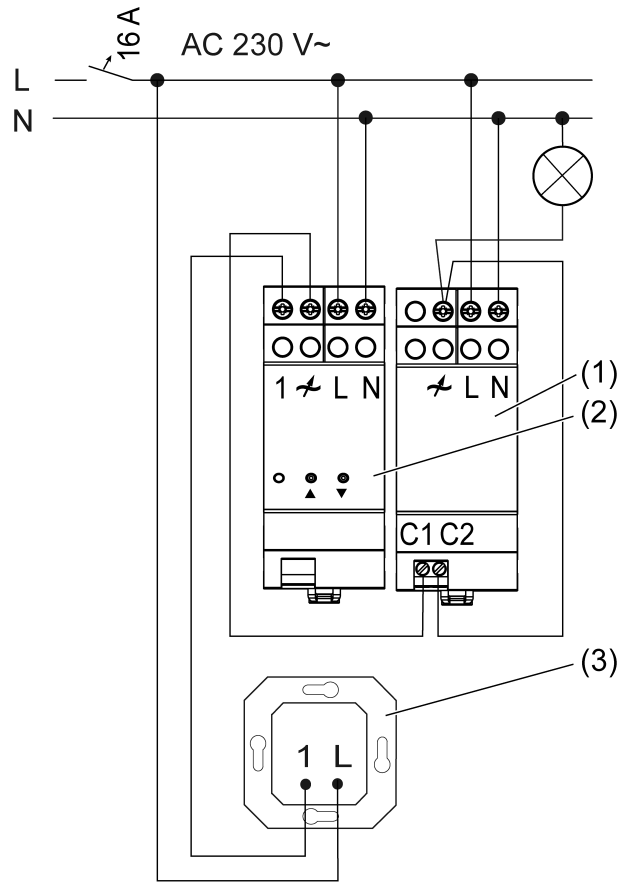 16 A
AC 230 V~
L
N
1 L N
L N
(1)
(2)
▲ ▼
C1 C2
(3)
1 L